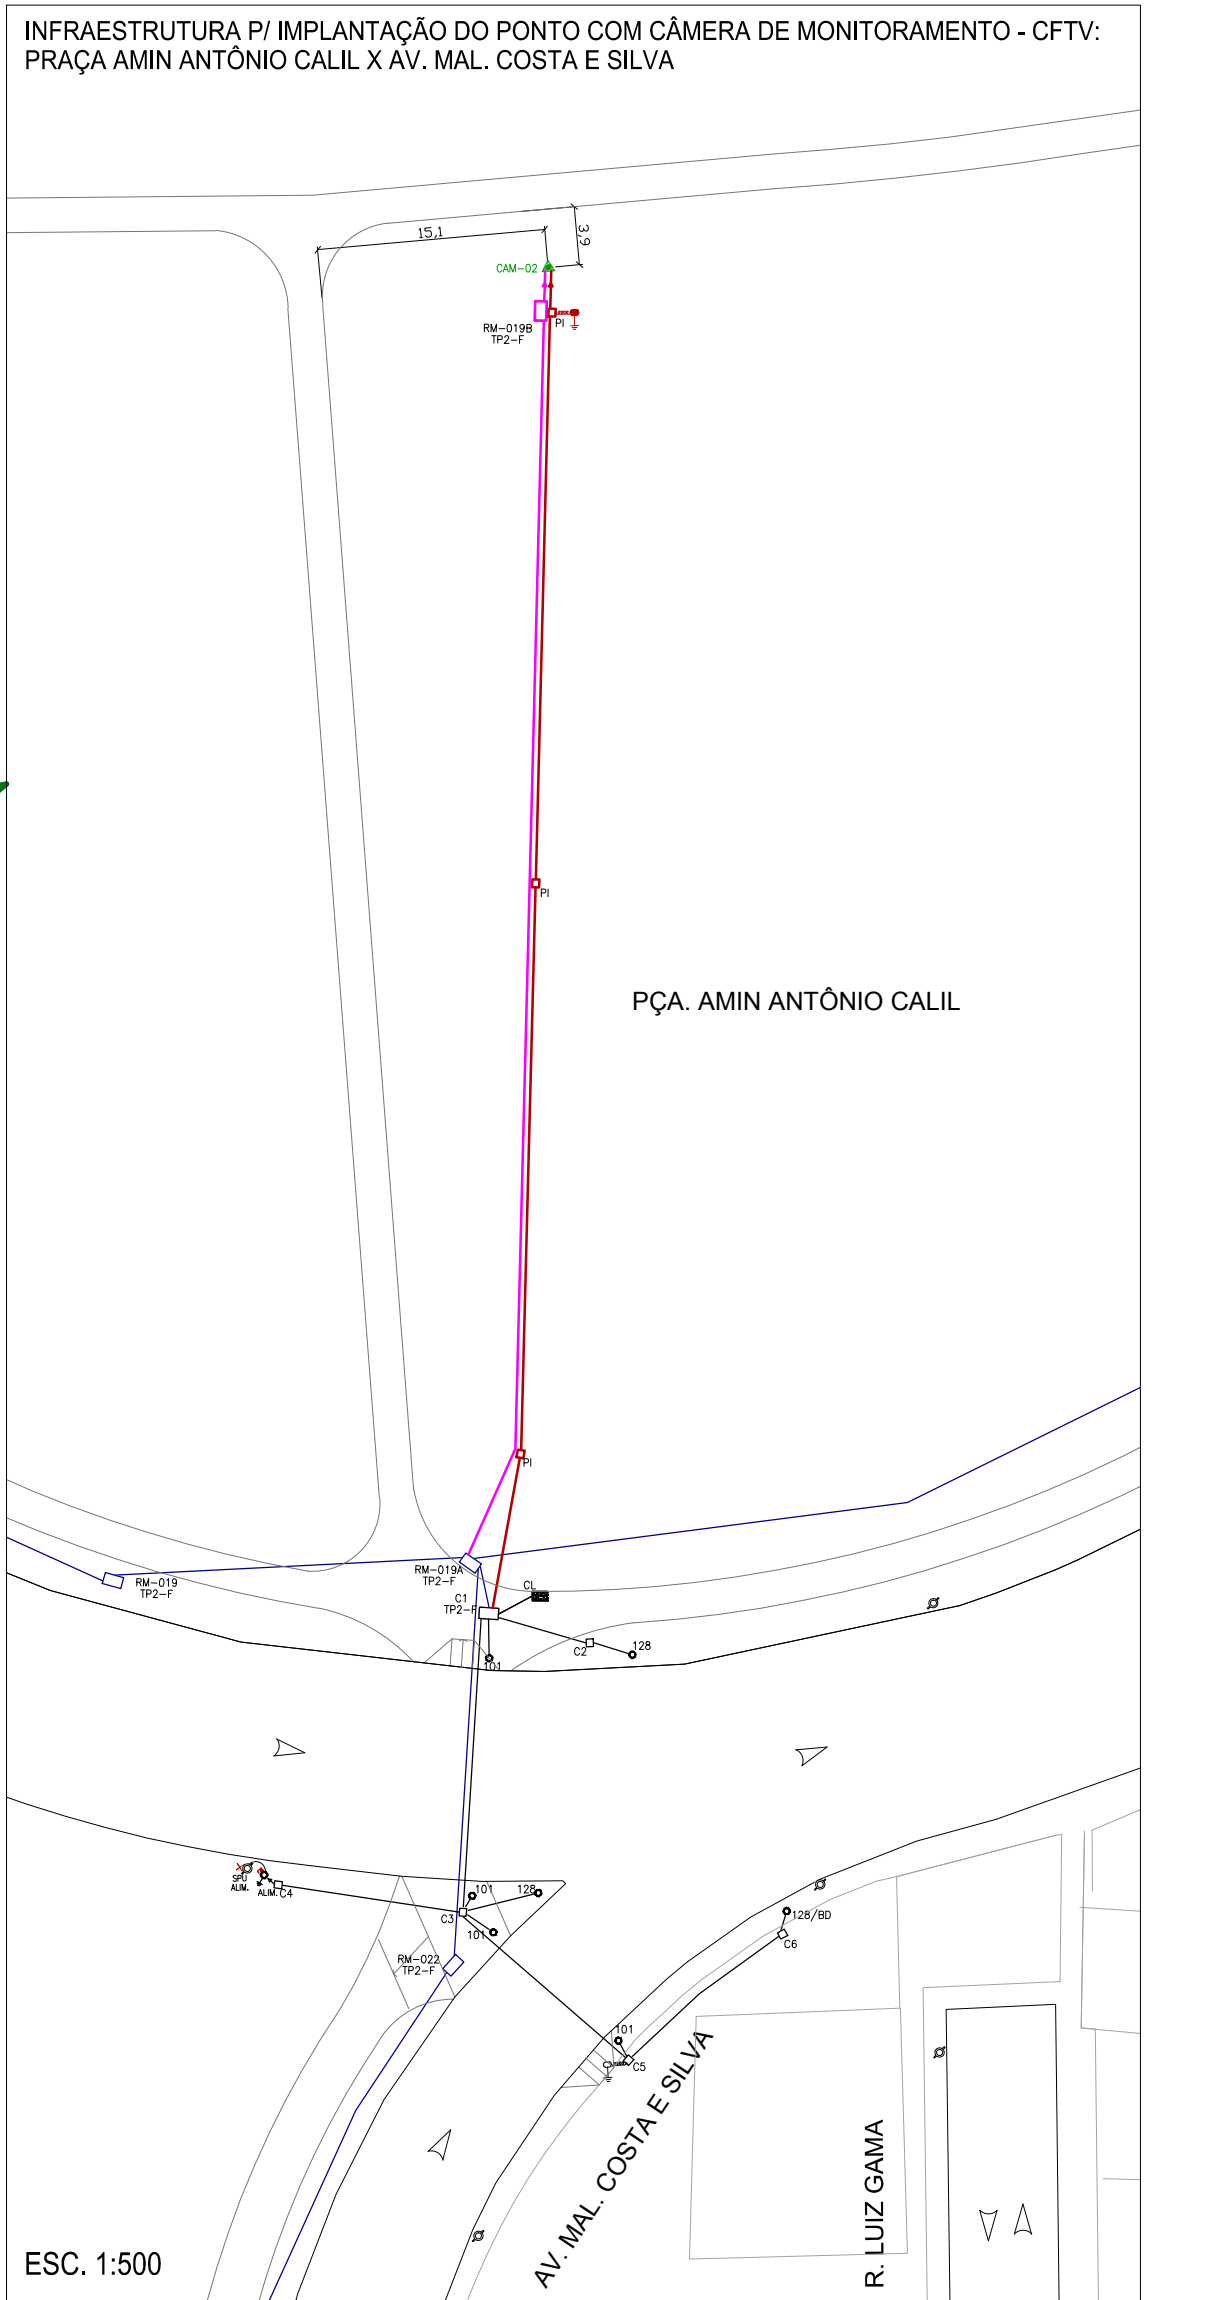 INFRAESTRUTURA P/ IMPLANTAÇÃO DO PONTO COM CÂMERA DE MONITORAMENTO - CFTV:
PRAÇA AMIN ANTÔNIO CALIL X AV. MAL. COSTA E SILVA
15,1
3,9
CAM-02
RM-019B
TP2-F
PI
PI
PÇA. AMIN ANTÔNIO CALIL
PI
RM-019A
TP2-F
RM-019
TP2-F
CL
C1
TP2-F
C2
128
101
SPU
ALIM.
ALIM.
C4
101
128
C3
101
RM-022
TP2-F
128/BD
C6
101
C5
AV. MAL. COSTA E SILVA
R. LUIZ GAMA
ESC. 1:500